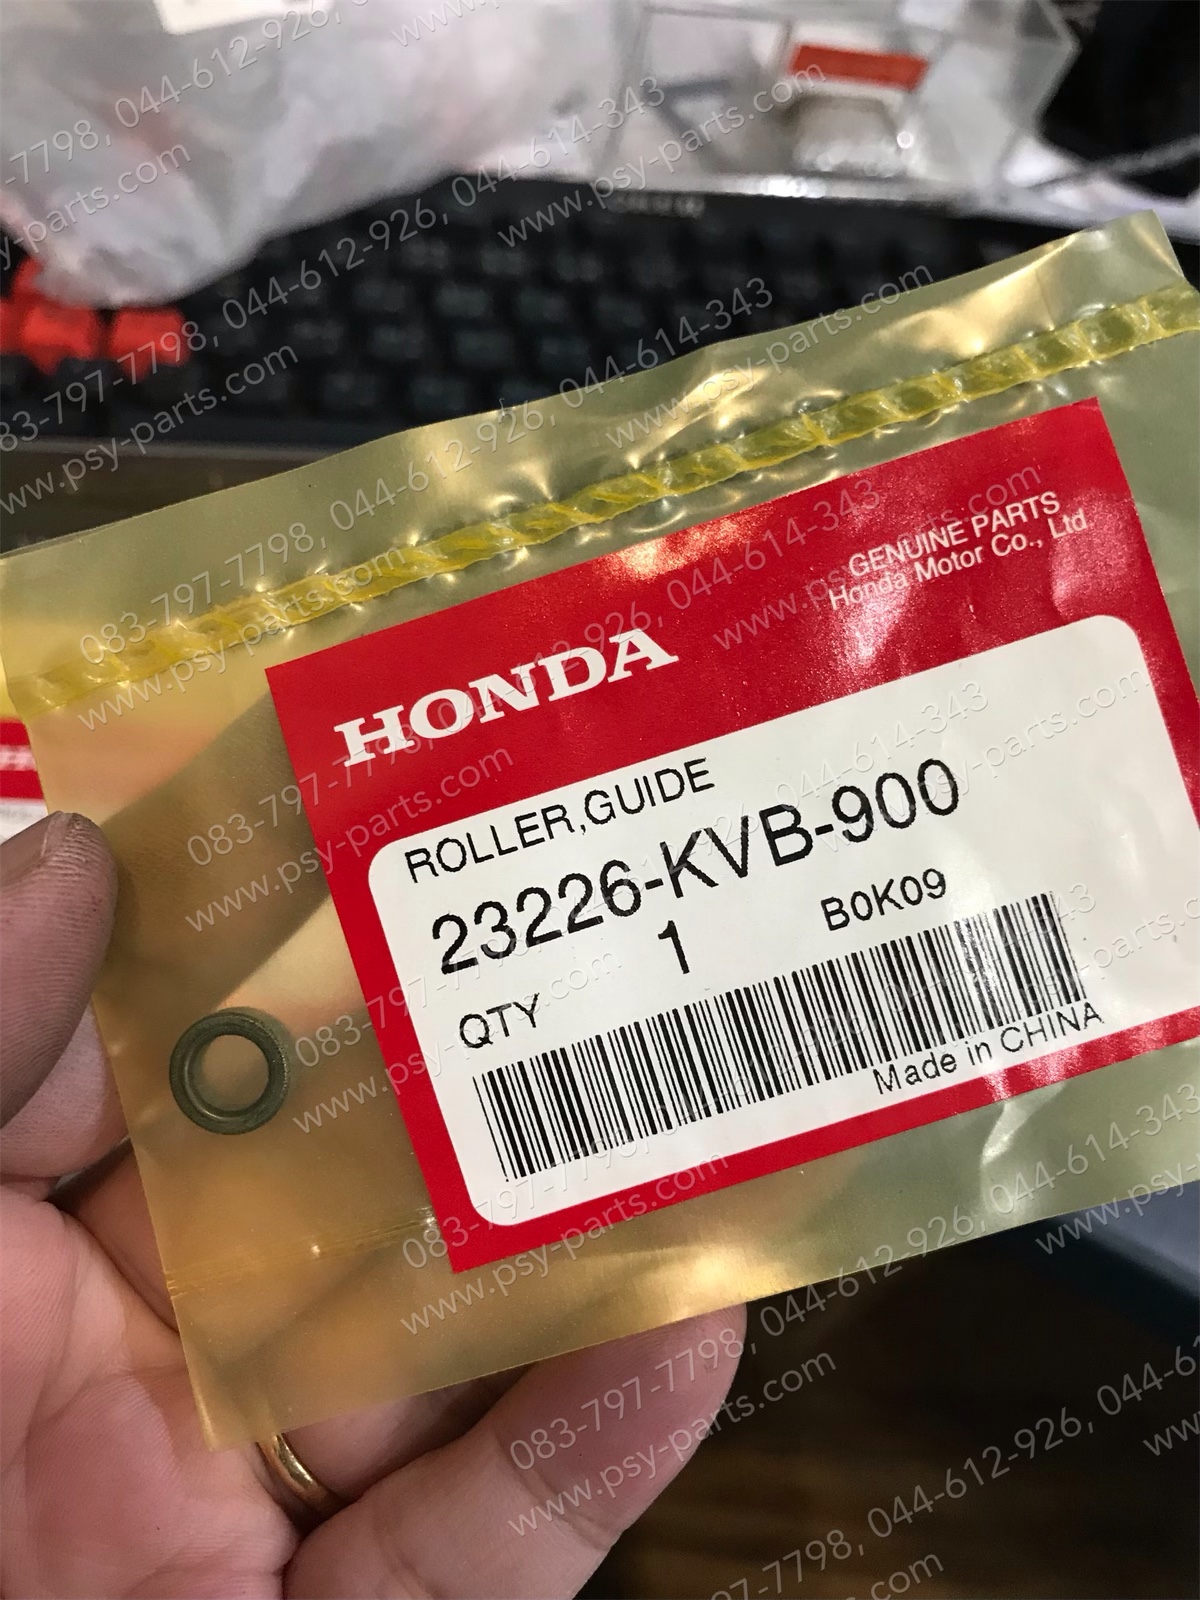 GENUINE PARTS
Honda Motor Co., Ltd.
HONDA
ROLLER,GUIDE
23226-KVB-900
1
B0K09
QTY
Made in CHINA
083-797-7798, 044-612-926, 044-614-343
www.psy-parts.com